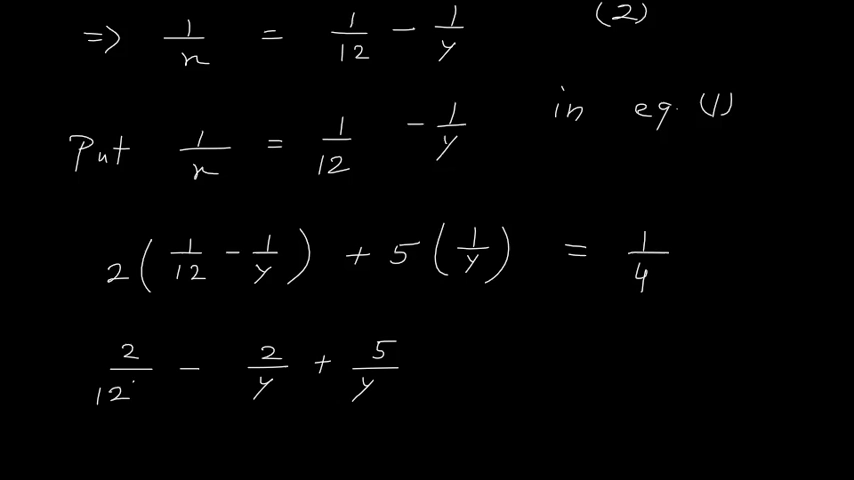 => 1/x = 1/12 - 1/y (2)
Put 1/x = 1/12 - 1/y in eq. (1)
2(1/12 - 1/y) + 5(1/y) = 1/4
2/12 - 2/y + 5/y